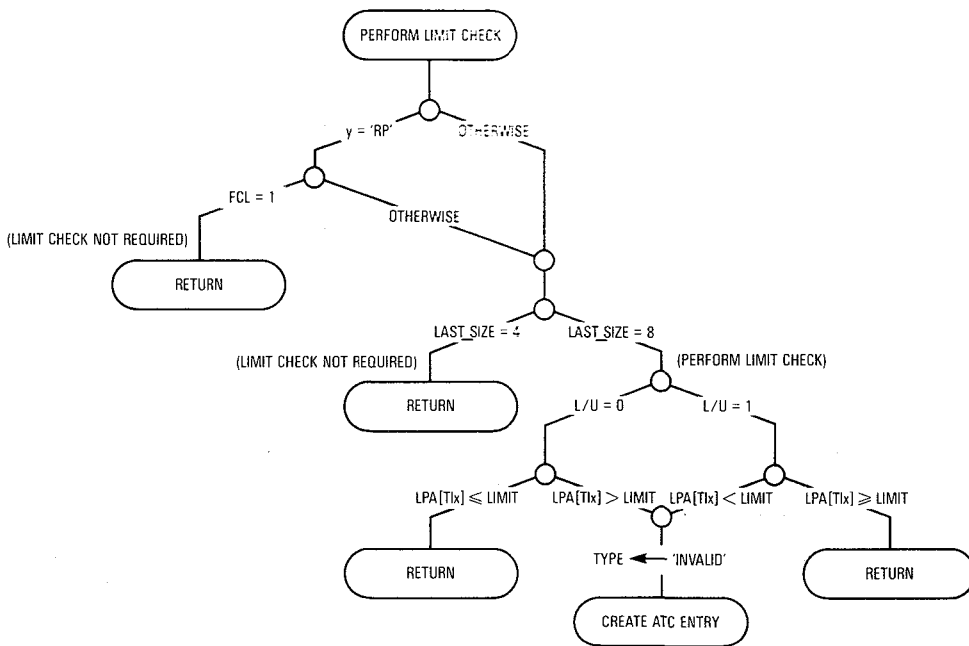 PERFORM LIMIT CHECK
y = 'RP'
OTHERWISE
FCL = 1
OTHERWISE
(LIMIT CHECK NOT REQUIRED)
RETURN
LAST_SIZE = 4
LAST_SIZE = 8
(LIMIT CHECK NOT REQUIRED)
(PERFORM LIMIT CHECK)
RETURN
L/U = 0
L/U = 1
LPA[TIx] ⩽ LIMIT
LPA[TIx] > LIMIT
LPA[TIx] < LIMIT
LPA[TIx] ⩾ LIMIT
RETURN
TYPE ← 'INVALID'
RETURN
CREATE ATC ENTRY